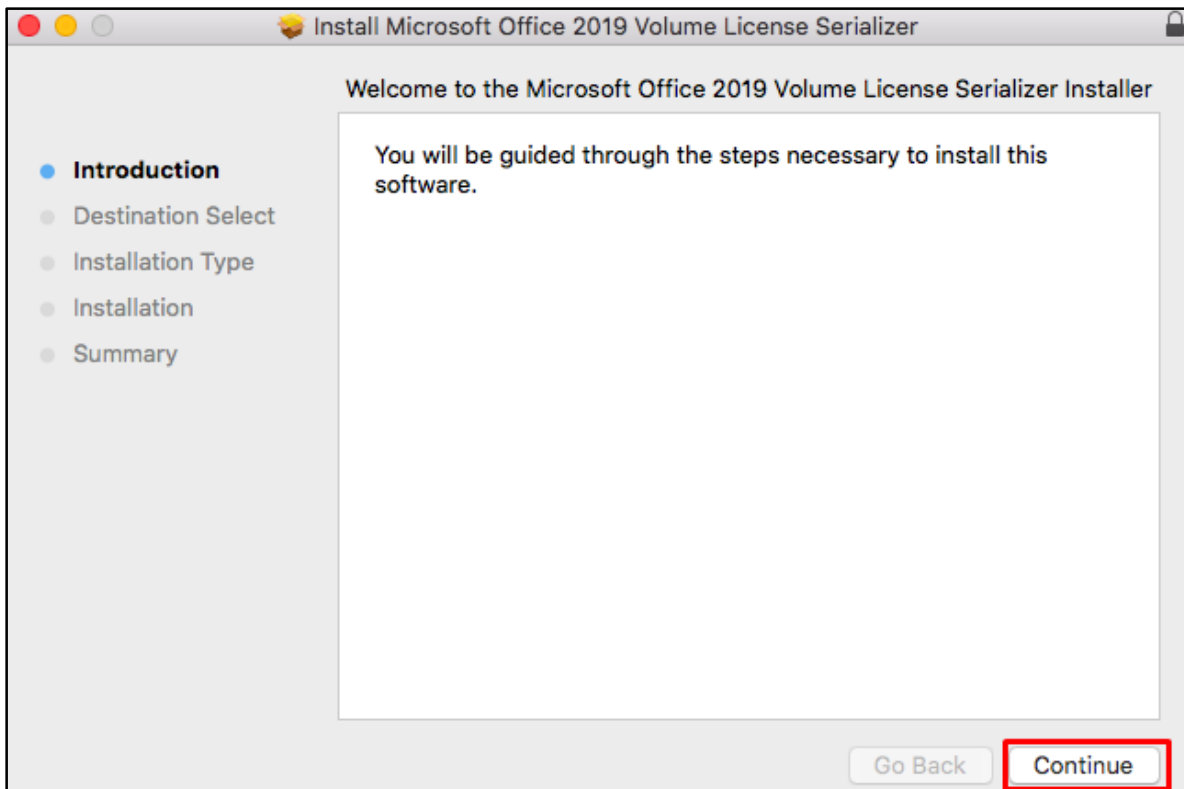 Install Microsoft Office 2019 Volume License Serializer
Welcome to the Microsoft Office 2019 Volume License Serializer Installer
Introduction
Destination Select
Installation Type
Installation
Summary
You will be guided through the steps necessary to install this
software.
Go Back
Continue